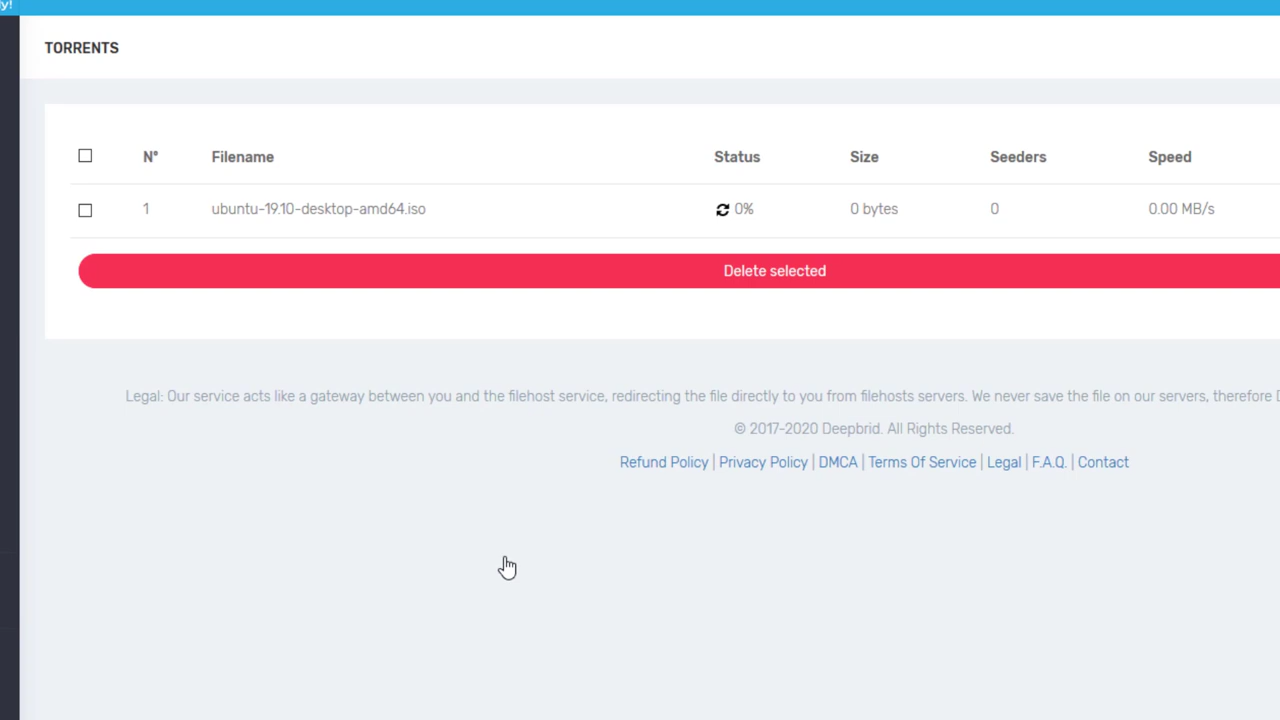 y!
TORRENTS
Nº Filename Status Size Seeders Speed
1 ubuntu-19.10-desktop-amd64.iso 0% 0 bytes 0 0.00 MB/s
Delete selected
Legal: Our service acts like a gateway between you and the filehost service, redirecting the file directly to you from filehosts servers. We never save the file on our servers, therefore D
© 2017-2020 Deepbrid. All Rights Reserved.
Refund Policy | Privacy Policy | DMCA | Terms Of Service | Legal | F.A.Q. | Contact